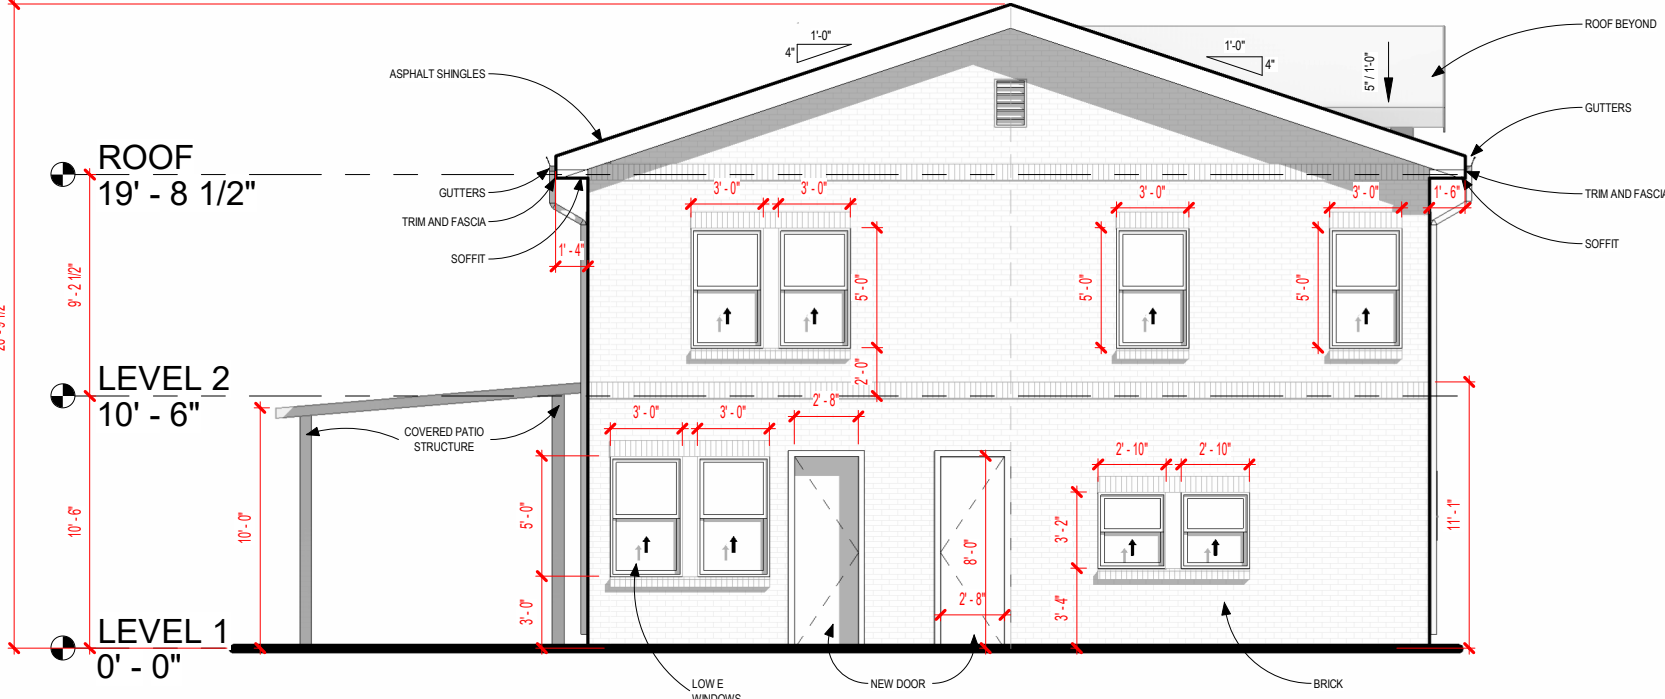 ROOF BEYOND
1'-0"
4"
1'-0"
4"
5" / 1'-0"
ASPHALT SHINGLES
GUTTERS
ROOF
19' - 8 1/2"
GUTTERS
TRIM AND FASCIA
SOFFIT
1' - 4"
3' - 0"
3' - 0"
3' - 0"
3' - 0"
1' - 6"
TRIM AND FASCIA
SOFFIT
9' - 2 1/2"
5' - 0"
5' - 0"
5' - 0"
2' - 0"
LEVEL 2
10' - 6"
COVERED PATIO
STRUCTURE
3' - 0"
3' - 0"
2' - 8"
2' - 10"
2' - 10"
10' - 6"
10' - 0"
5' - 0"
3' - 0"
8' - 0"
2' - 8"
3' - 2"
3' - 4"
11' - 1"
LEVEL 1
0' - 0"
LOW E
WINDOWS
NEW DOOR
BRICK